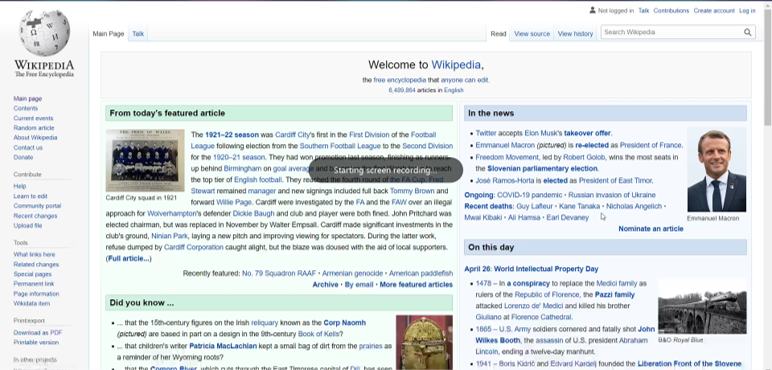 Not logged in Talk Contributions Create account Log in
Main Page Talk
Read View source View history Search Wikipedia
WIKIPEDIA
The Free Encyclopedia
Main page
Contents
Current events
Random article
About Wikipedia
Contact us
Donate
Contribute
Help
Learn to edit
Community portal
Recent changes
Upload file
Tools
What links here
Related changes
Special pages
Permanent link
Page information
Wikidata item
Print/export
Download as PDF
Printable version
In other projects
Welcome to Wikipedia,
the free encyclopedia that anyone can edit.
6,489,864 articles in English
From today's featured article
The 1921–22 season was Cardiff City's first in the First Division of the Football
League following election from the Southern Football League to the Second Division
for the 1920–21 season. They had won promotion last season, finishing as runners-
up behind Birmingham on goal average and
the top of English football. They reached the fourth round of the FA Cup. Fred
Stewart remained manager and new signings included full back Tommy Brown and
forward Willie Page. Cardiff were investigated by the FA and the FAW over an illegal
approach for Wolverhampton's defender Dickie Baugh and club and player were both fined. John Pritchard was
elected chairman, but was replaced in November by Walter Empsall. Cardiff made significant investments in the
club's ground, Ninian Park, laying a new pitch and improving viewing for spectators. During the latter work,
refuse dumped by Cardiff Corporation caught alight, but the blaze was doused with the aid of local supporters.
(Full article...)
Cardiff City squad in 1921
Starting screen recording.
Recently featured: No. 79 Squadron RAAF • Armenian genocide • American paddlefish
Archive • By email • More featured articles
Did you know ...
... that the 15th-century figures on the Irish reliquary known as the Corp Naomh
(pictured) are based in part on a design in the 9th-century Book of Kells?
... that children's writer Patricia MacLachlan kept a small bag of dirt from the prairies as
a reminder of her Wyoming roots?
... that the Comoro River, which cuts through the East Timorese capital of Dili, has seen
In the news
Twitter accepts Elon Musk's takeover offer.
Emmanuel Macron (pictured) is re-elected as President of France.
Freedom Movement, led by Robert Golob, wins the most seats in
the Slovenian parliamentary election.
José Ramos-Horta is elected as President of East Timor.
Ongoing: COVID-19 pandemic • Russian invasion of Ukraine
Recent deaths: Guy Lafleur • Kane Tanaka • Nicholas Angelich •
Mwai Kibaki • Ali Hamsa • Earl Devaney
Emmanuel Macron
Nominate an article
On this day
April 26: World Intellectual Property Day
1478 – In a conspiracy to replace the Medici family as
rulers of the Republic of Florence, the Pazzi family
attacked Lorenzo de' Medici and killed his brother
Giuliano at Florence Cathedral.
1865 – U.S. Army soldiers cornered and fatally shot John
Wilkes Booth, the assassin of U.S. president Abraham
Lincoln, ending a twelve-day manhunt.
1941 – Boris Kidrič and Edvard Kardelj founded the Liberation Front of the Slovene
B&O Royal Blue